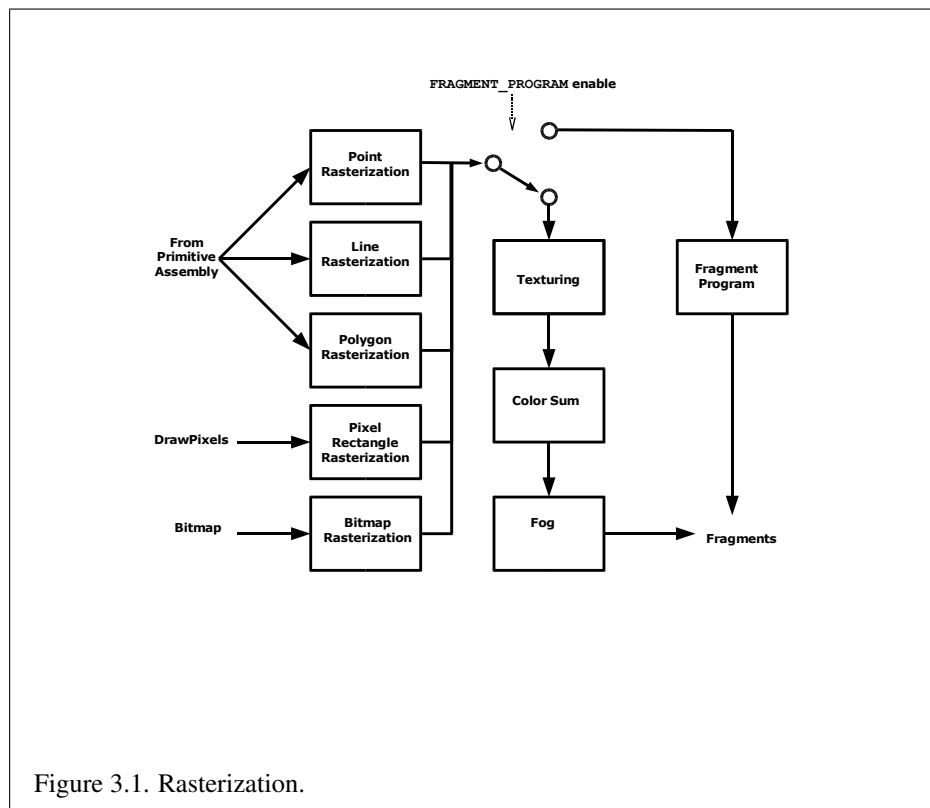 FRAGMENT_PROGRAM enable
Point
Rasterization
From
Primitive
Assembly
Line
Rasterization
Polygon
Rasterization
DrawPixels
Pixel
Rectangle
Rasterization
Bitmap
Bitmap
Rasterization
Texturing
Color Sum
Fog
Fragment
Program
Fragments
Figure 3.1. Rasterization.